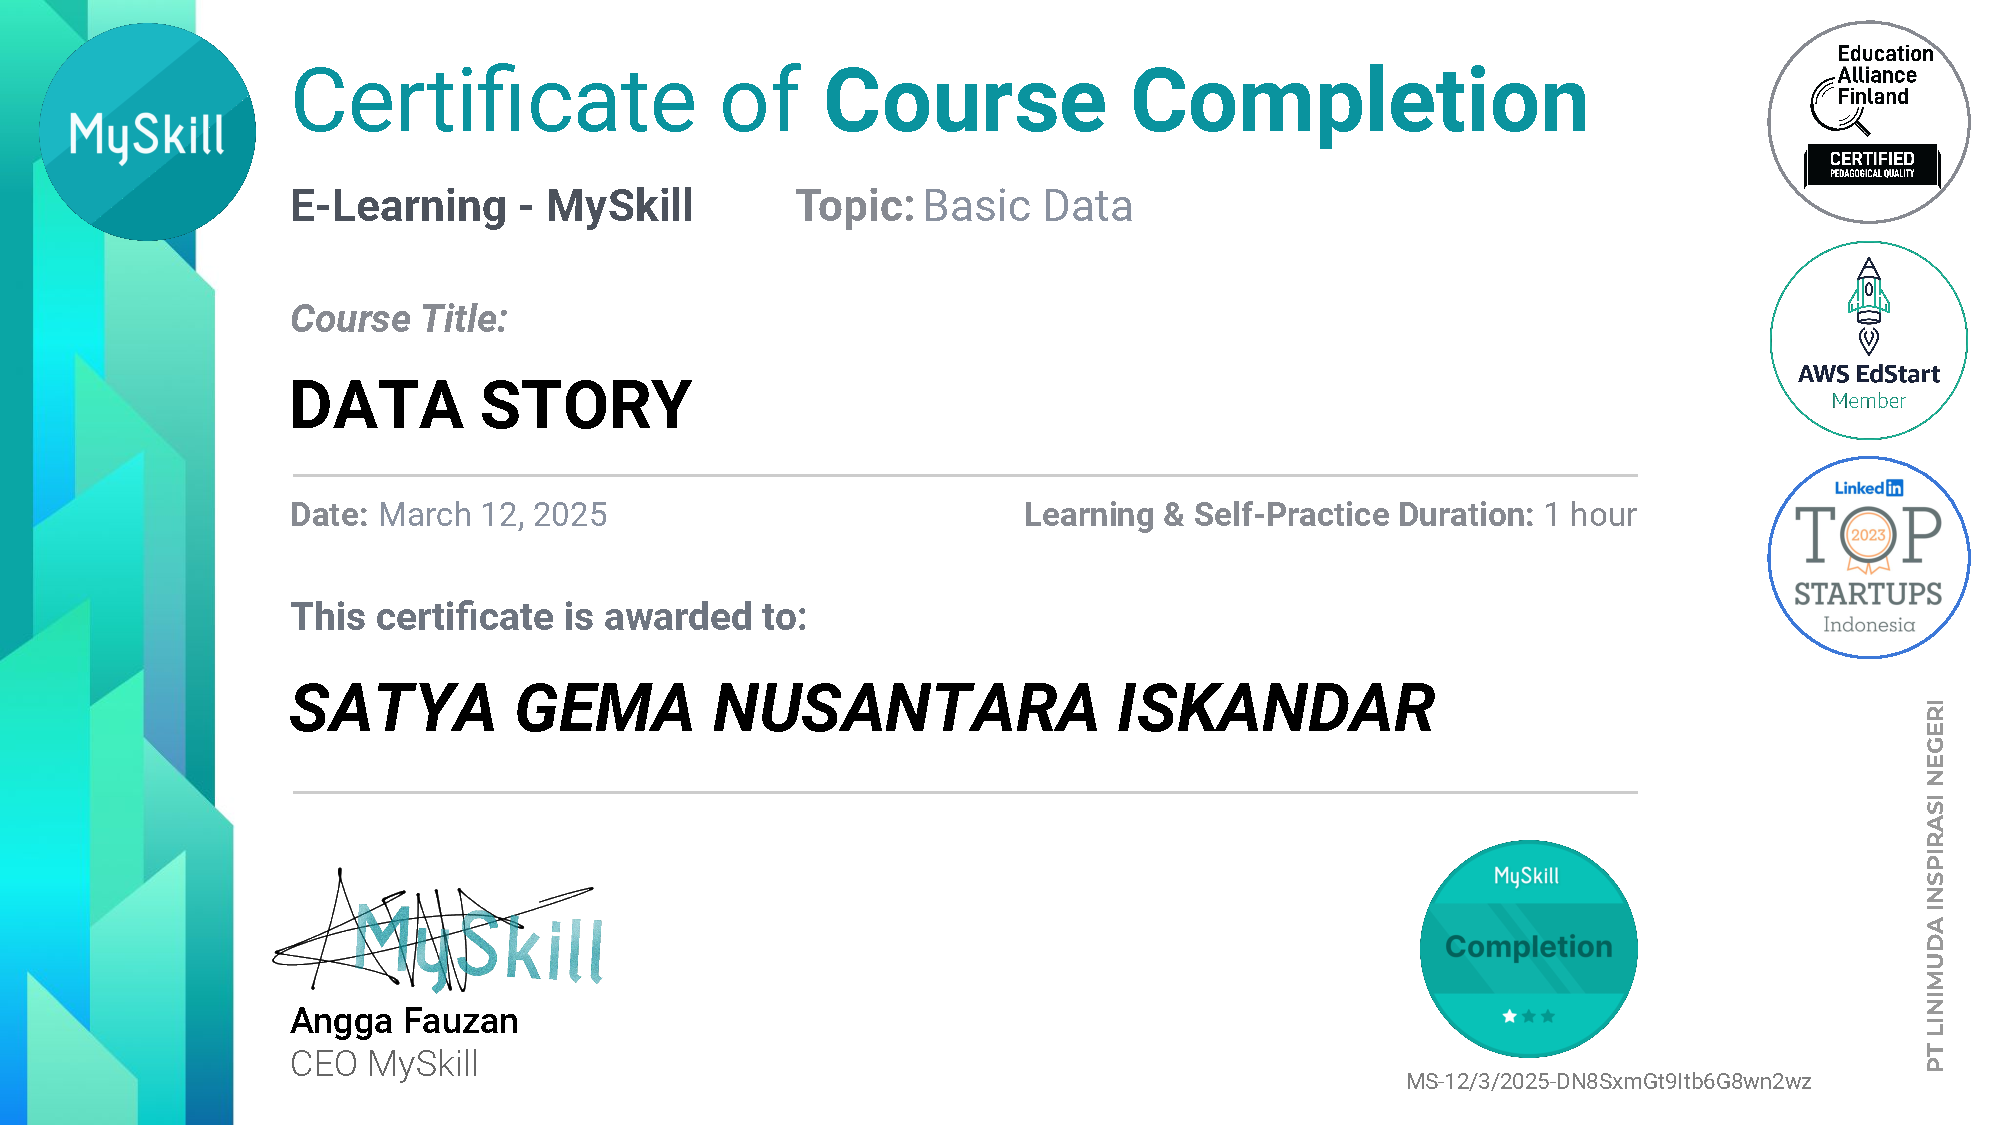 MySkill
Certificate of Course Completion
E-Learning - MySkill
Topic: Basic Data
Course Title:
DATA STORY
Date: March 12, 2025
Learning & Self-Practice Duration: 1 hour
This certificate is awarded to:
SATYA GEMA NUSANTARA ISKANDAR
MySkill
Angga Fauzan
CEO MySkill
MySkill
Completion
MS-12/3/2025-DN8SxmGt9Itb6G8wn2wz
Education
Alliance
Finland
CERTIFIED
PEDAGOGICAL QUALITY
AWS EdStart
Member
Linkedin
TOP
2023
STARTUPS
Indonesia
PT LINIMUDA INSPIRASI NEGERI